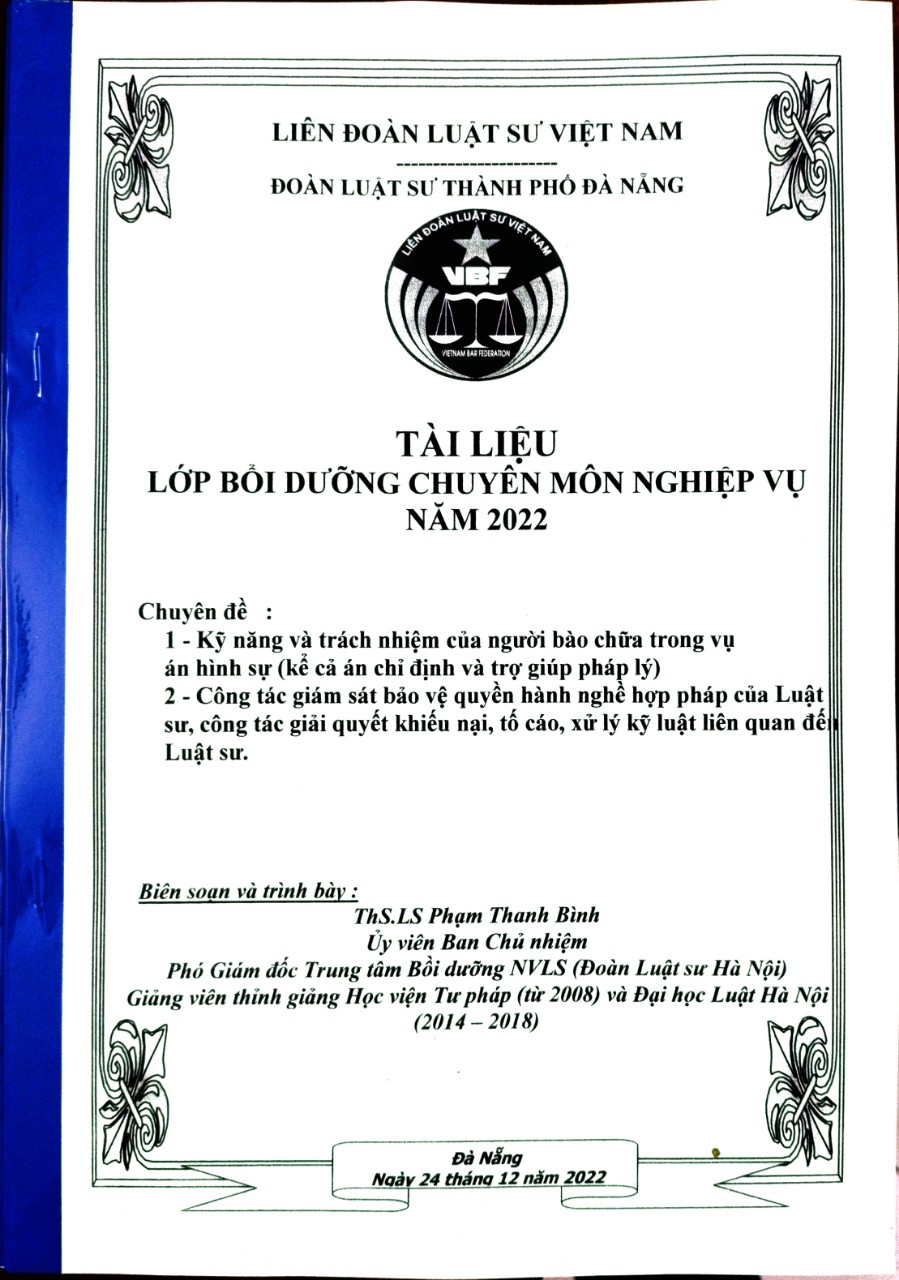 LIÊN ĐOÀN LUẬT SƯ VIỆT NAM
----------------------
ĐOÀN LUẬT SƯ THÀNH PHỐ ĐÀ NẴNG
LIÊN ĐOÀN LUẬT SƯ VIỆT NAM
VBF
VIETNAM BAR FEDERATION
TÀI LIỆU
LỚP BỒI DƯỠNG CHUYÊN MÔN NGHIỆP VỤ
NĂM 2022
Chuyên đề :
1 - Kỹ năng và trách nhiệm của người bào chữa trong vụ
án hình sự (kể cả án chỉ định và trợ giúp pháp lý)
2 - Công tác giám sát bảo vệ quyền hành nghề hợp pháp của Luật
sư, công tác giải quyết khiếu nại, tố cáo, xử lý kỹ luật liên quan đến
Luật sư.
Biên soạn và trình bày :
ThS.LS Phạm Thanh Bình
Ủy viên Ban Chủ nhiệm
Phó Giám đốc Trung tâm Bồi dưỡng NVLS (Đoàn Luật sư Hà Nội)
Giảng viên thỉnh giảng Học viện Tư pháp (từ 2008) và Đại học Luật Hà Nội
(2014 – 2018)
Đà Nẵng
Ngày 24 tháng 12 năm 2022